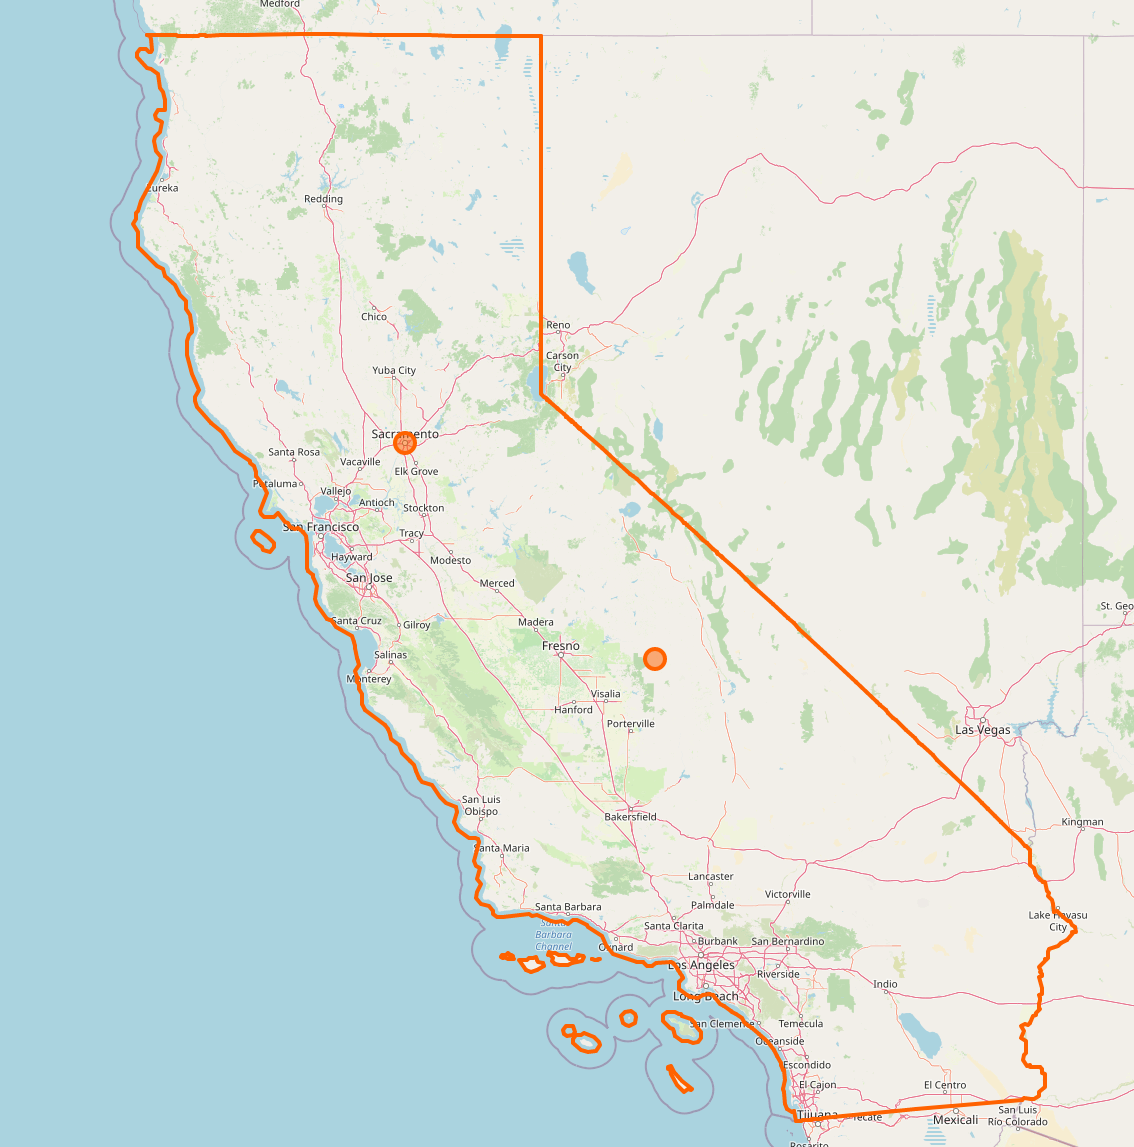 Medford
Eureka
Redding
Chico
Reno
Carson
City
Yuba City
Sacramento
Santa Rosa
Vacaville
Elk Grove
Petaluma
Vallejo
Antioch
Stockton
San Francisco
Tracy
Hayward
Modesto
San Jose
Merced
St. Geo
Santa Cruz
Gilroy
Madera
Fresno
Salinas
Monterey
Visalia
Hanford
Porterville
Las Vegas
San Luis
Obispo
Bakersfield
Kingman
Santa Maria
Lancaster
Victorville
Palmdale
Santa Barbara
Lake Havasu
City
Santa
Barbara
Channel
Santa Clarita
Oxnard
Burbank
San Bernardino
Los Angeles
Riverside
Indio
Long Beach
San Clemente
Temecula
Oceanside
Escondido
El Cajon
El Centro
Tijuana
Tecate
Mexicali
San Luis
Río Colorado
Rosarito